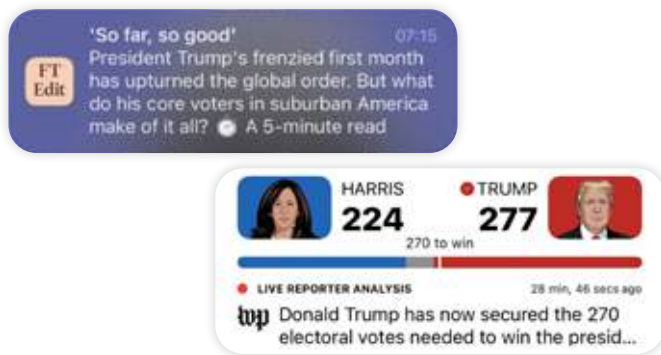 'So far, so good' 07:15
FT
Edit
President Trump's frenzied first month
has upturned the global order. But what
do his core voters in suburban America
make of it all? A 5-minute read
HARRIS TRUMP
224 277
270 to win
LIVE REPORTER ANALYSIS 28 min, 46 secs ago
wp Donald Trump has now secured the 270
electoral votes needed to win the presid...